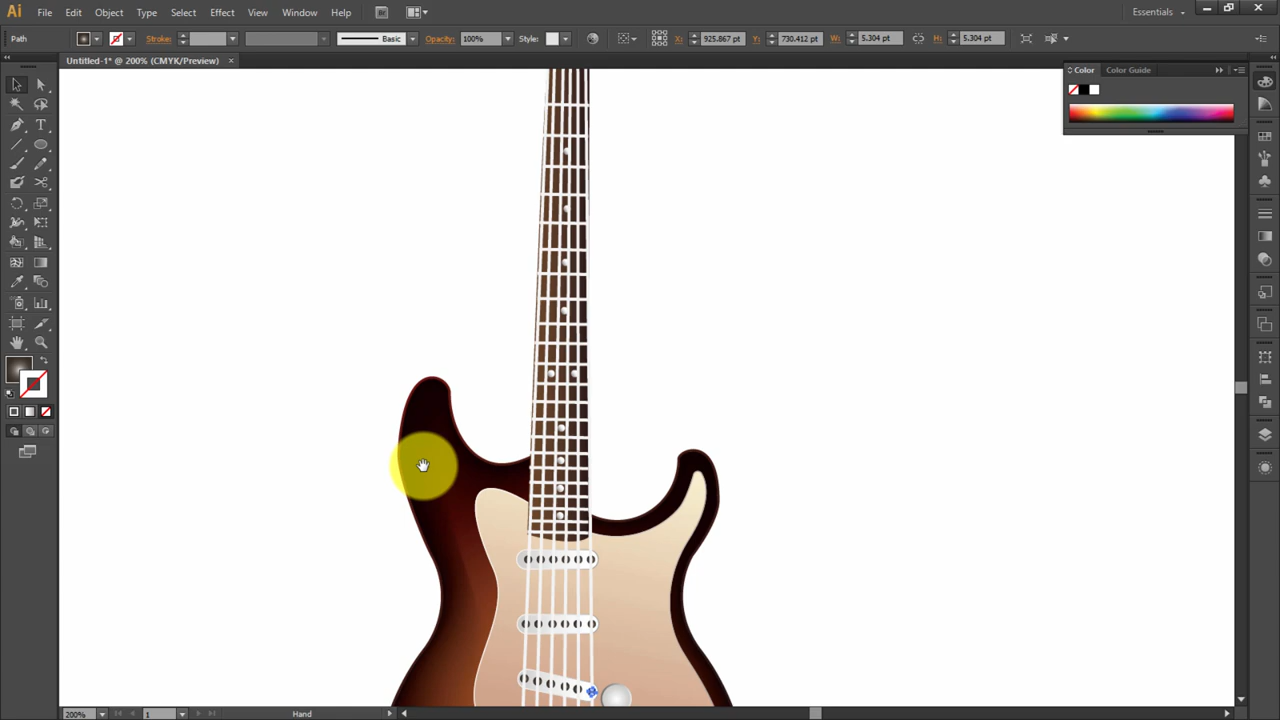 Ai File Edit Object Type Select Effect View Window Help Br Essentials
Path Stroke: Basic Opacity: 100% Style: X: 925.867 pt Y: 730.412 pt W: 5.304 pt H: 5.304 pt
Untitled-1* @ 200% (CMYK/Preview)
Color Color Guide
200% 1 Hand